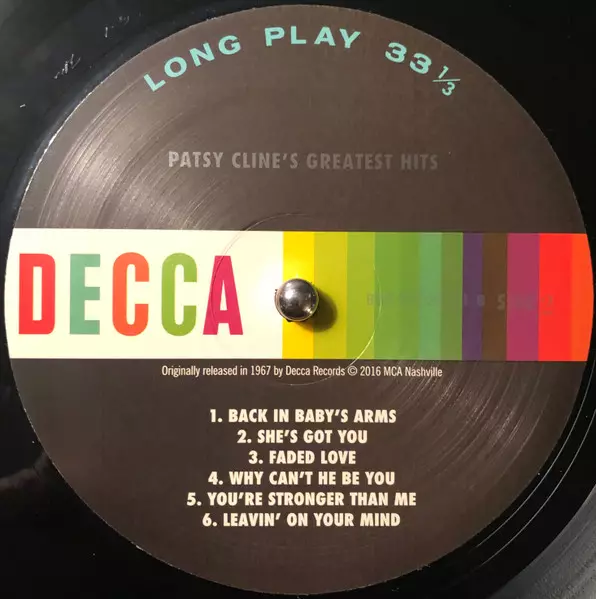 LONG PLAY 33 1/3
PATSY CLINE'S GREATEST HITS
DECCA
Originally released in 1967 by Decca Records © 2016 MCA Nashville
1. BACK IN BABY'S ARMS
2. SHE'S GOT YOU
3. FADED LOVE
4. WHY CAN'T HE BE YOU
5. YOU'RE STRONGER THAN ME
6. LEAVIN' ON YOUR MIND